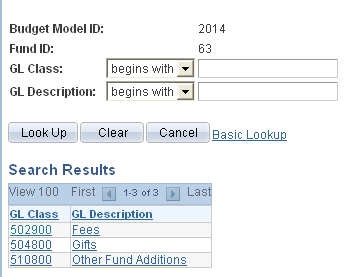 Budget Model ID: 2014
Fund ID: 63
GL Class: begins with
GL Description: begins with
Look Up Clear Cancel Basic Lookup
Search Results
View 100 First 1-3 of 3 Last
GL Class GL Description
502900 Fees
504800 Gifts
510800 Other Fund Additions